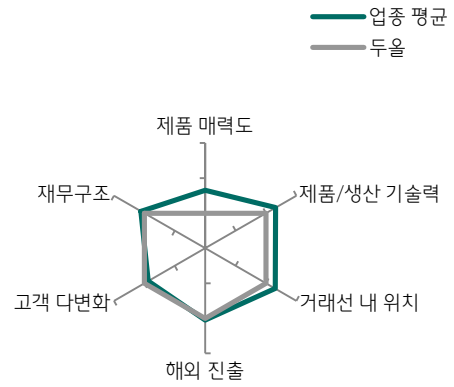 업종 평균
두올
제품 매력도
재무구조
제품/생산 기술력
고객 다변화
거래선 내 위치
해외 진출